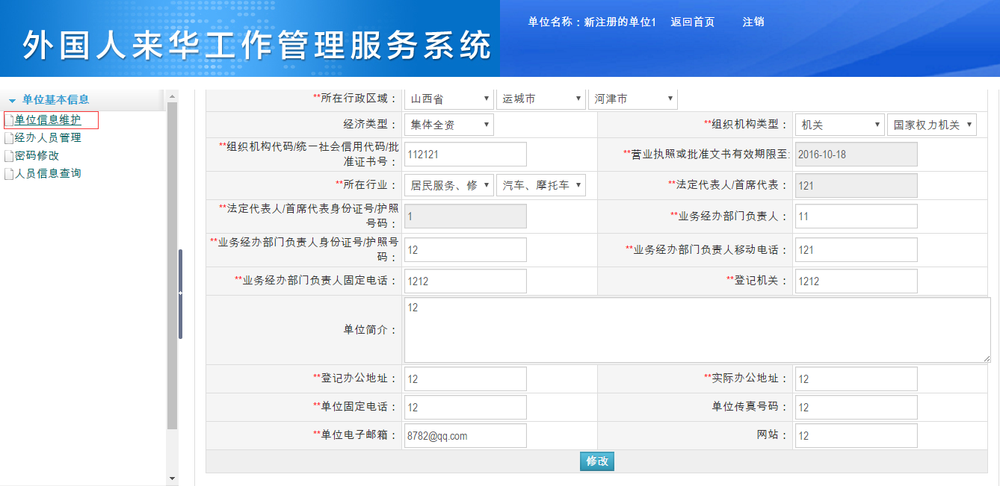 外国人来华工作管理服务系统
单位名称：新注册的单位1 返回首页 注销
单位基本信息
单位信息维护
经办人员管理
密码修改
人员信息查询
**所在行政区域： 山西省 运城市 河津市
经济类型： 集体全资 **组织机构类型： 机关 国家权力机关
**组织机构代码/统一社会信用代码/批
准证书号： 112121 **营业执照或批准文书有效期限至: 2016-10-18
**所在行业： 居民服务、修 汽车、摩托车 **法定代表人/首席代表： 121
**法定代表人/首席代表身份证号/护照
号码： 1 **业务经办部门负责人： 11
**业务经办部门负责人身份证号/护照号
码： 12 **业务经办部门负责人移动电话： 121
**业务经办部门负责人固定电话： 1212 **登记机关： 1212
单位简介： 12
**登记办公地址： 12 **实际办公地址： 12
**单位固定电话： 12 单位传真号码： 12
**单位电子邮箱： 8782@qq.com 网站： 12
修改